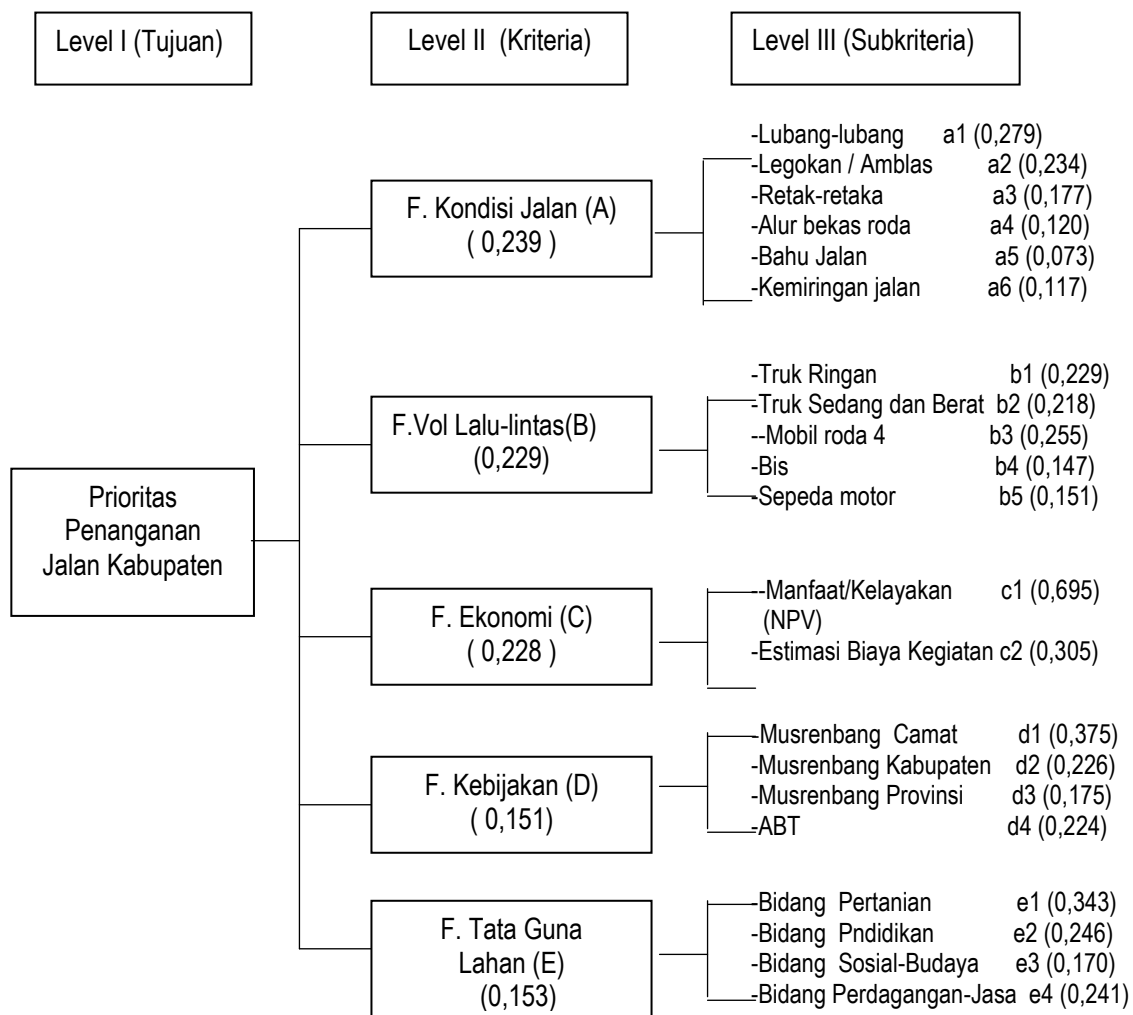 Level I (Tujuan)
Level II (Kriteria)
Level III (Subkriteria)
Prioritas
Penanganan
Jalan Kabupaten
F. Kondisi Jalan (A)
( 0,239 )
-Lubang-lubang a1 (0,279)
-Legokan / Amblas a2 (0,234)
-Retak-retaka a3 (0,177)
-Alur bekas roda a4 (0,120)
-Bahu Jalan a5 (0,073)
-Kemiringan jalan a6 (0,117)
F.Vol Lalu-lintas(B)
(0,229)
-Truk Ringan b1 (0,229)
-Truk Sedang dan Berat b2 (0,218)
--Mobil roda 4 b3 (0,255)
-Bis b4 (0,147)
-Sepeda motor b5 (0,151)
F. Ekonomi (C)
( 0,228 )
--Manfaat/Kelayakan c1 (0,695)
(NPV)
-Estimasi Biaya Kegiatan c2 (0,305)
F. Kebijakan (D)
( 0,151)
-Musrenbang Camat d1 (0,375)
-Musrenbang Kabupaten d2 (0,226)
-Musrenbang Provinsi d3 (0,175)
-ABT d4 (0,224)
F. Tata Guna
Lahan (E)
(0,153)
-Bidang Pertanian e1 (0,343)
-Bidang Pndidikan e2 (0,246)
-Bidang Sosial-Budaya e3 (0,170)
-Bidang Perdagangan-Jasa e4 (0,241)